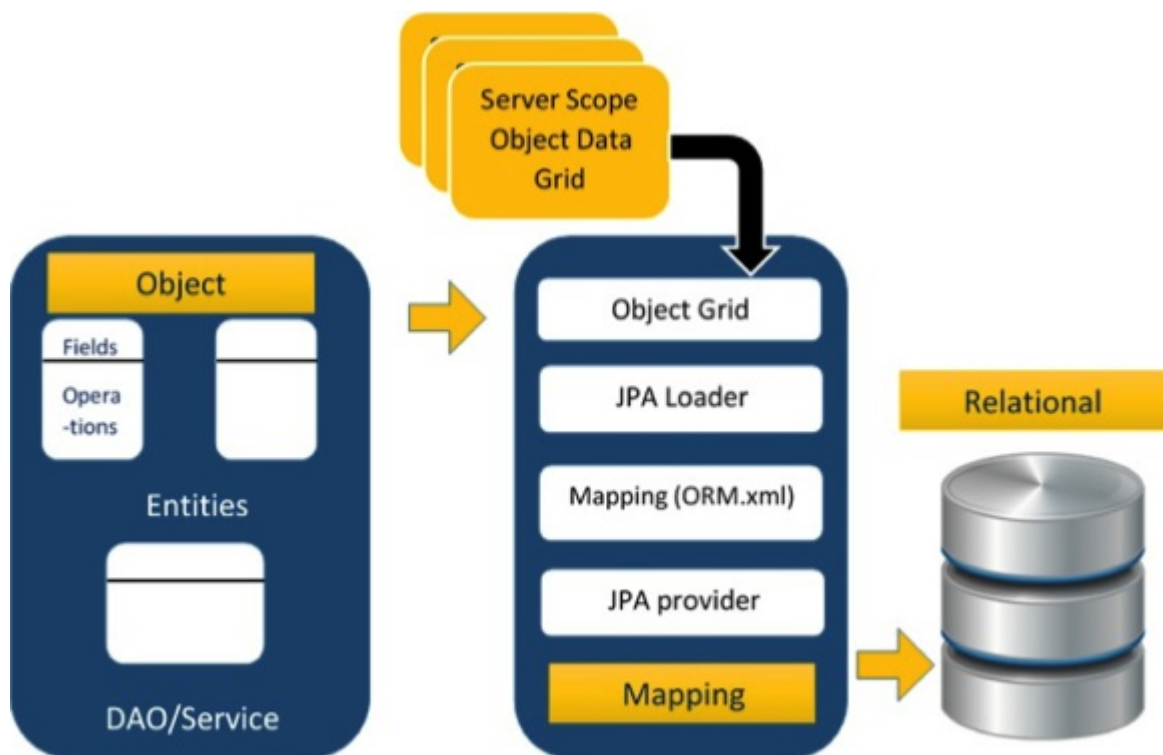 Server Scope
Object Data
Grid
Object
Fields
Opera
-tions
Entities
DAO/Service
Object Grid
JPA Loader
Mapping (ORM.xml)
JPA provider
Mapping
Relational